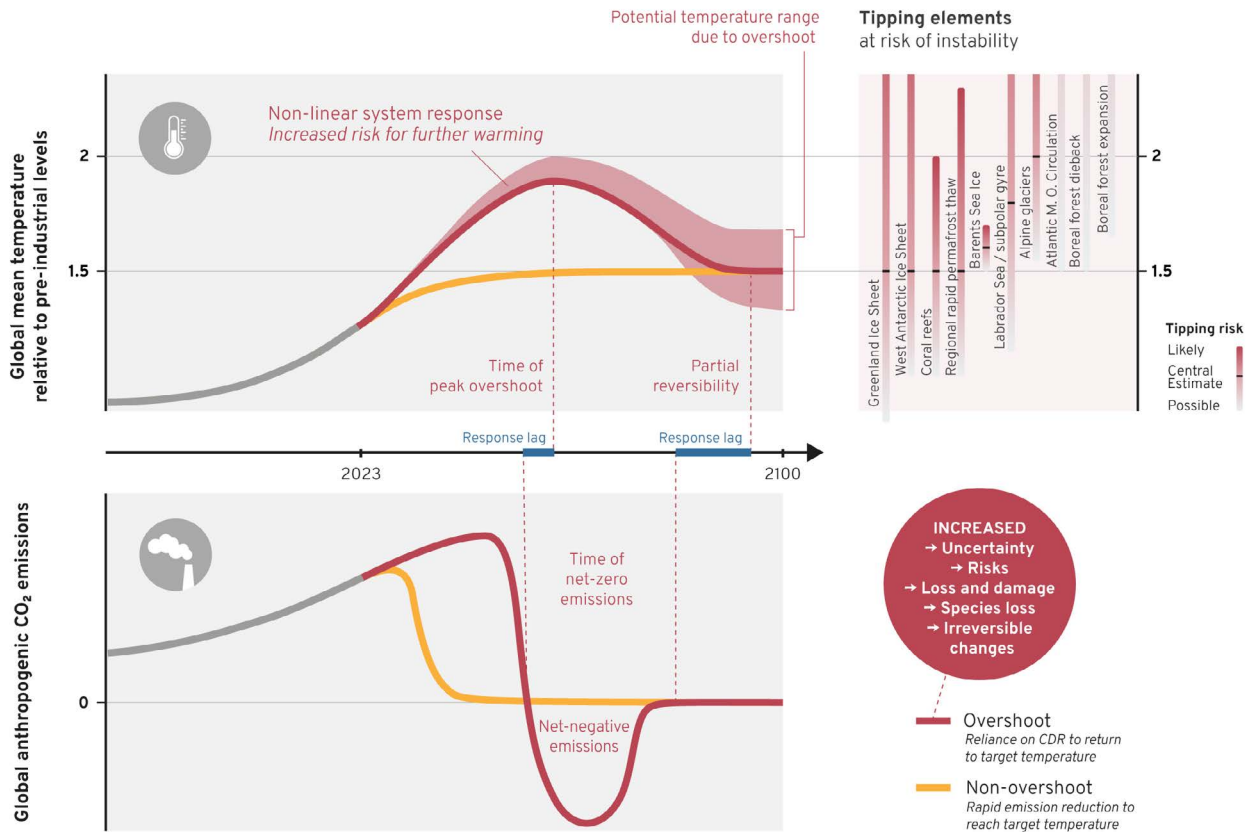 Potential temperature range
due to overshoot
Tipping elements
at risk of instability
Global mean temperature
relative to pre-industrial levels
2
1.5
1
Non-linear system response
Increased risk for further warming
Time of
peak overshoot
Partial
reversibility
Greenland Ice Sheet
West Antarctic Ice Sheet
Coral reefs
Regional rapid permafrost thaw
Barents Sea Ice
Labrador Sea / subpolar gyre
Alpine glaciers
Atlantic M. O. Circulation
Boreal forest dieback
Boreal forest expansion
2
1.5
Tipping risk
Likely
Central
Estimate
Possible
Response lag
Response lag
2023
2100
Global anthropogenic CO₂ emissions
0
Time of
net-zero
emissions
Net-negative
emissions
INCREASED
→ Uncertainty
→ Risks
→ Loss and damage
→ Species loss
→ Irreversible
changes
Overshoot
Reliance on CDR to return
to target temperature
Non-overshoot
Rapid emission reduction to
reach target temperature